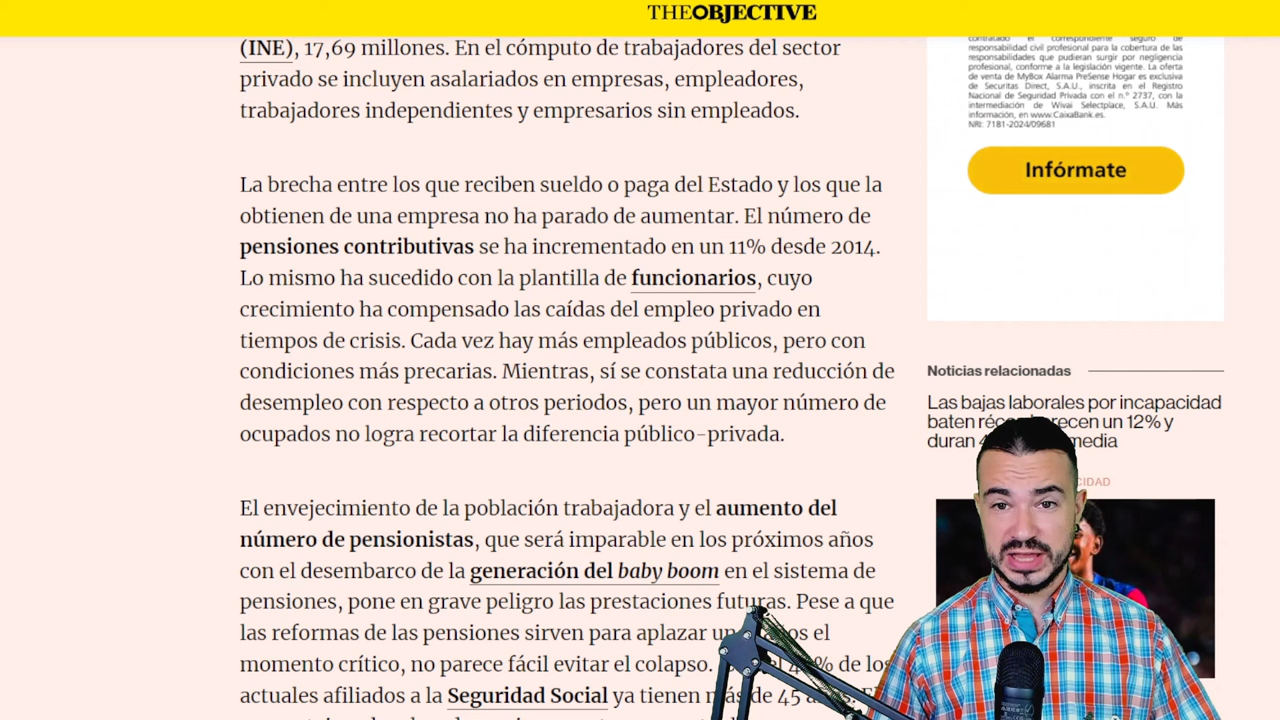 THEOBJECTIVE
(INE), 17,69 millones. En el cómputo de trabajadores del sector
privado se incluyen asalariados en empresas, empleadores,
trabajadores independientes y empresarios sin empleados.
La brecha entre los que reciben sueldo o paga del Estado y los que la
obtienen de una empresa no ha parado de aumentar. El número de
pensiones contributivas se ha incrementado en un 11% desde 2014.
Lo mismo ha sucedido con la plantilla de funcionarios, cuyo
crecimiento ha compensado las caídas del empleo privado en
tiempos de crisis. Cada vez hay más empleados públicos, pero con
condiciones más precarias. Mientras, sí se constata una reducción de
desempleo con respecto a otros periodos, pero un mayor número de
ocupados no logra recortar la diferencia público-privada.
El envejecimiento de la población trabajadora y el aumento del
número de pensionistas, que será imparable en los próximos años
con el desembarco de la generación del baby boom en el sistema de
pensiones, pone en grave peligro las prestaciones futuras. Pese a que
las reformas de las pensiones sirven para aplazar el
momento crítico, no parece fácil evitar el colapso. de los
actuales afiliados a la Seguridad Social ya tienen más de 45
contratado el correspondiente seguro de
responsabilidad civil profesional para la cobertura de las
responsabilidades que pudieran surgir por negligencia
profesional, conforme a la legislación vigente. La oferta
de venta de MyBox Alarma PreSense Hogar es exclusiva
de Securitas Direct, S.A.U., inscrita en el Registro
Nacional de Seguridad Privada con el n.º 2737, con la
intermediación de Wivai Selectplace, S.A.U. Más
información, en www.CaixaBank.es.
NRI: 7181-2024/09681
Infórmate
Noticias relacionadas
Las bajas laborales por incapacidad
baten crecen un 12% y
duran media